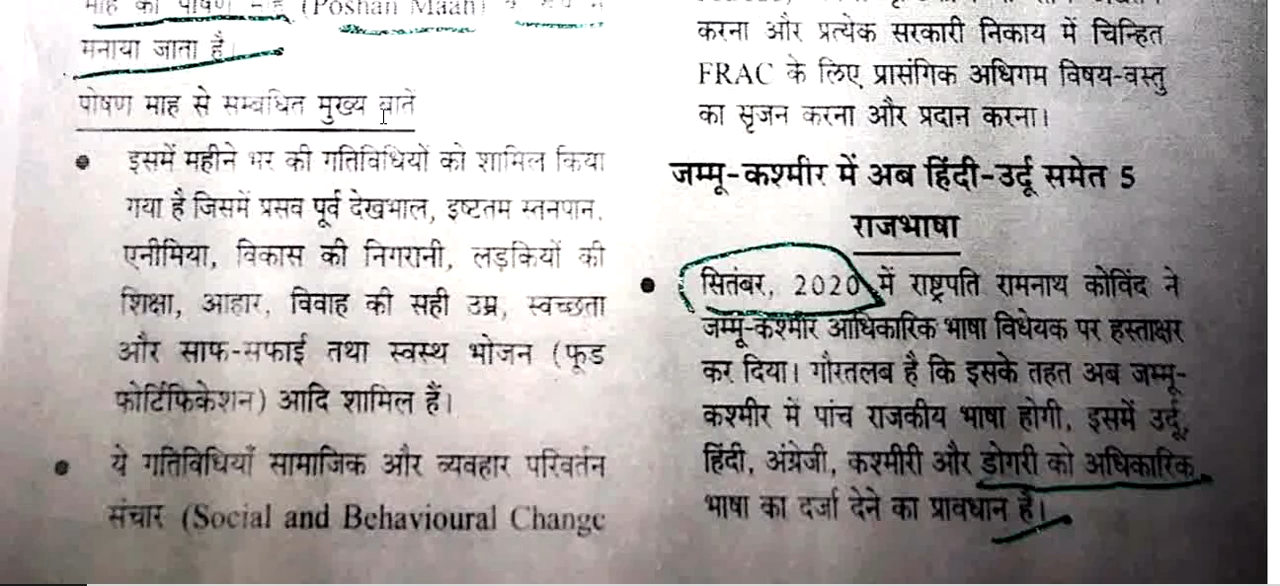 माह को पोषण माह (Poshan Maah) के रूप में
मनाया जाता है।
पोषण माह से सम्बधित मुख्य बातें
• इसमें महीने भर की गतिविधियों को शामिल किया
गया है जिसमें प्रसव पूर्व देखभाल, इष्टतम स्तनपान,
एनीमिया, विकास की निगरानी, लड़कियों की
शिक्षा, आहार, विवाह की सही उम्र, स्वच्छता
और साफ-सफाई तथा स्वस्थ भोजन (फूड
फोर्टिफिकेशन) आदि शामिल हैं।
• ये गतिविधियाँ सामाजिक और व्यवहार परिवर्तन
संचार (Social and Behavioural Change
करना और प्रत्येक सरकारी निकाय में चिन्हित
FRAC के लिए प्रासंगिक अधिगम विषय-वस्तु
का सृजन करना और प्रदान करना।
जम्मू-कश्मीर में अब हिंदी-उर्दू समेत 5
राजभाषा
• सितंबर, 2020 में राष्ट्रपति रामनाथ कोविंद ने
जम्मू-कश्मीर आधिकारिक भाषा विधेयक पर हस्ताक्षर
कर दिया। गौरतलब है कि इसके तहत अब जम्मू-
कश्मीर में पांच राजकीय भाषा होगी, इसमें उर्दू,
हिंदी, अंग्रेजी, कश्मीरी और डोगरी को अधिकारिक
भाषा का दर्जा देने का प्रावधान है।